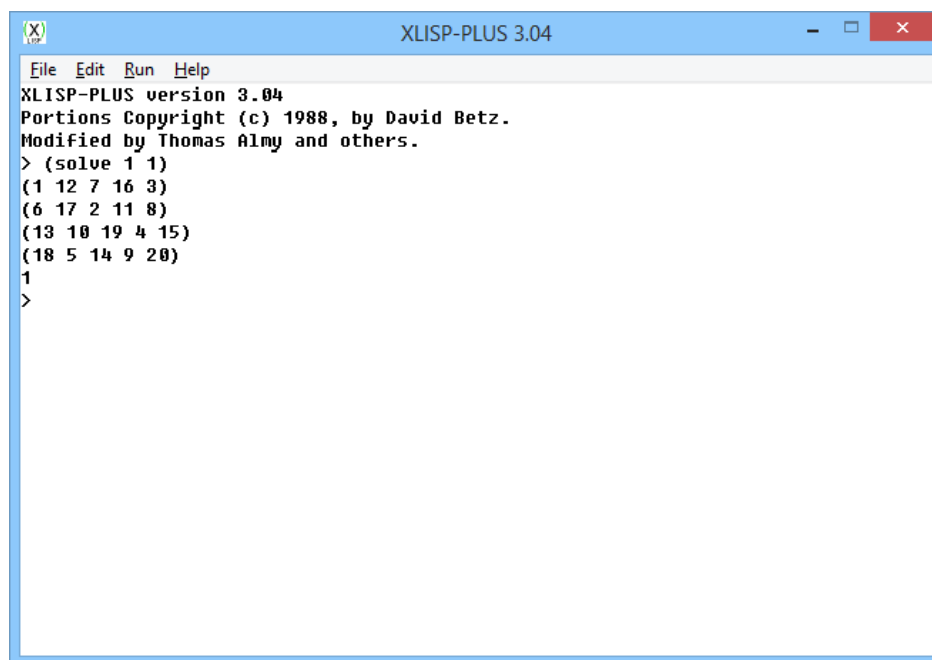 XLISP-PLUS 3.04
File Edit Run Help
XLISP-PLUS version 3.04
Portions Copyright (c) 1988, by David Betz.
Modified by Thomas Almy and others.
> (solve 1 1)
(1 12 7 16 3)
(6 17 2 11 8)
(13 10 19 4 15)
(18 5 14 9 20)
1
>